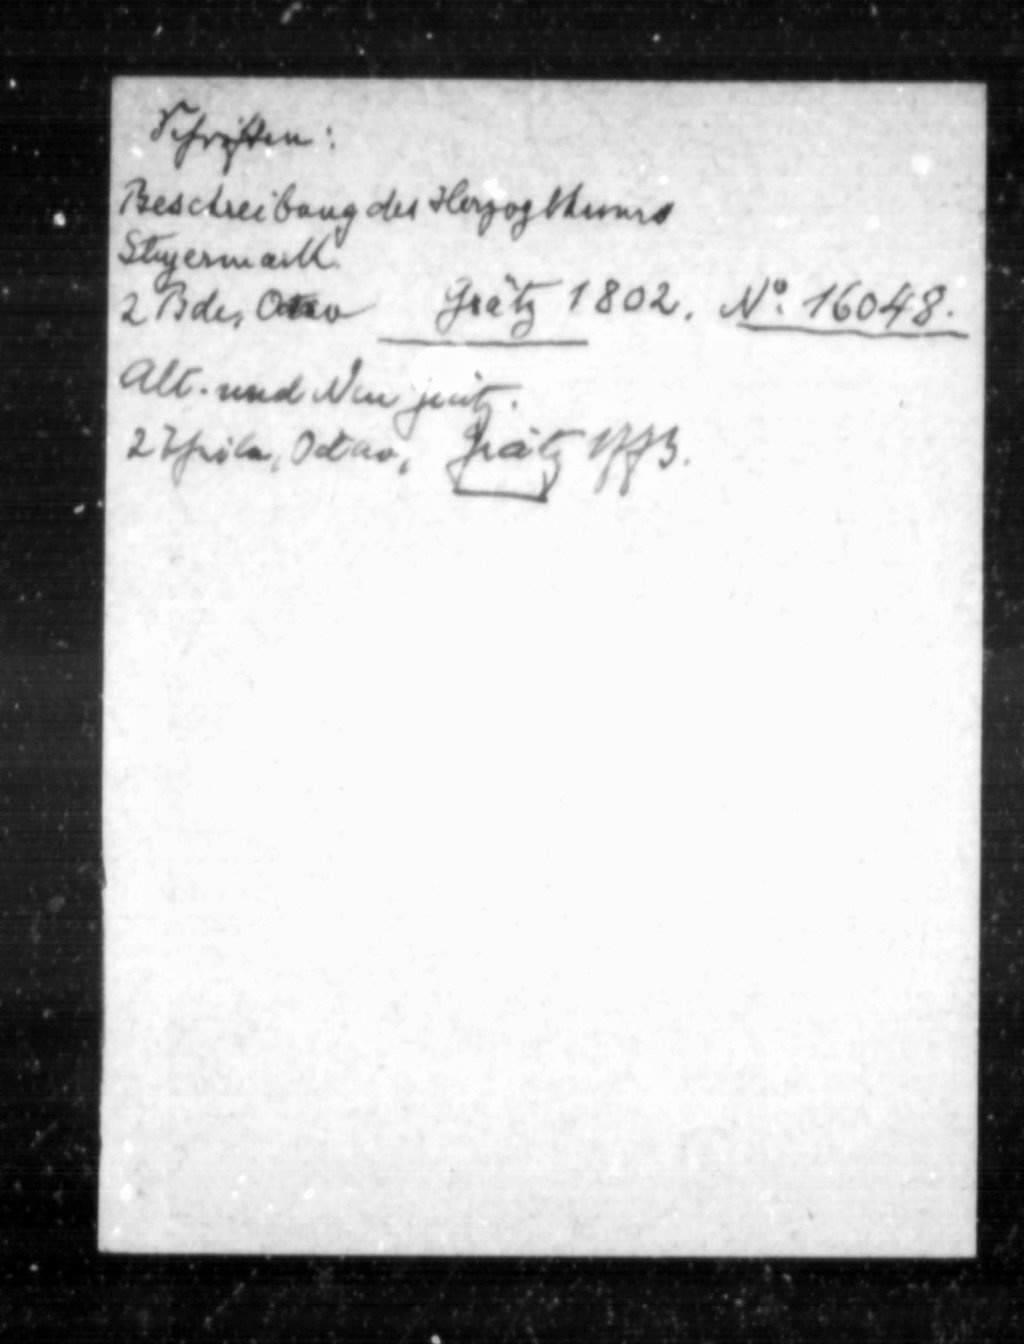 Schriften:
Beschreibung des Herzogthums
Steyermark.
2 Bde, Octav Grätz 1802. No. 16048.
Alt- und Neu
2 Theile, Octav, Grätz